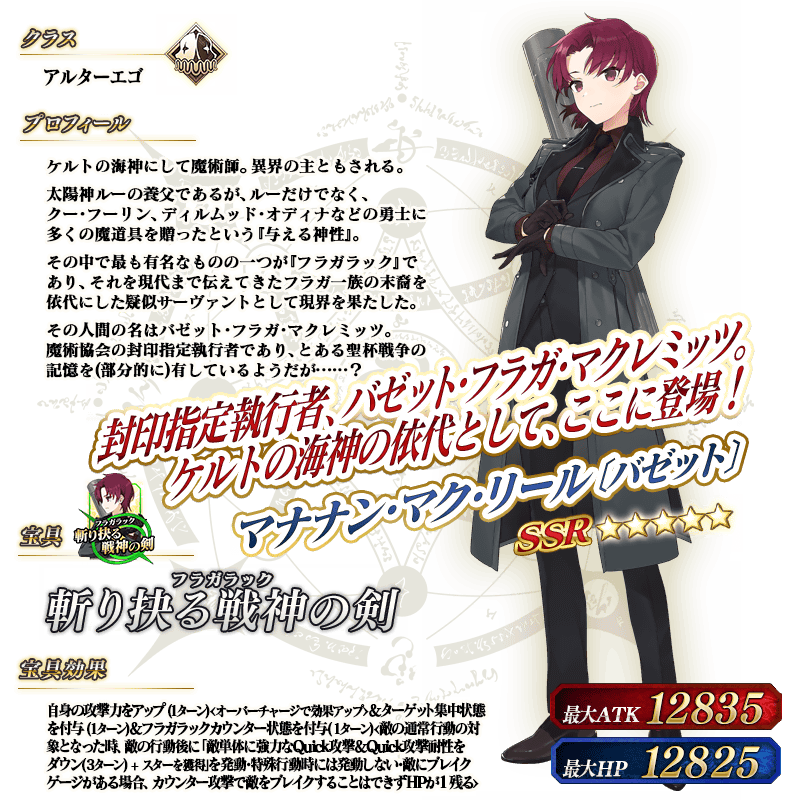 クラス
アルターエゴ
プロフィール
ケルトの海神にして魔術師。異界の主ともされる。
太陽神ルーの養父であるが、ルーだけでなく、
クー・フーリン、ディルムッド・オディナなどの勇士に
多くの魔道具を贈ったという『与える神性』。
その中で最も有名なものの一つが『フラガラック』で
あり、それを現代まで伝えてきたフラガ一族の末裔を
依代にした疑似サーヴァントとして現界を果たした。
その人間の名はバゼット・フラガ・マクレミッツ。
魔術協会の封印指定執行者であり、とある聖杯戦争の
記憶を(部分的に)有しているようだが……？
封印指定執行者、バゼット・フラガ・マクレミッツ。
ケルトの海神の依代として、ここに登場！
マナナン・マク・リール〔バゼット〕
SSR
宝具
フラガラック
斬り抉る
戦神の剣
フラガラック
斬り抉る戦神の剣
宝具効果
自身の攻撃力をアップ(1ターン)<オーバーチャージで効果アップ>＆ターゲット集中状態
を付与(1ターン)＆フラガラックカウンター状態を付与(1ターン)<敵の通常行動の対
象となった時、敵の行動後に「敵単体に強力なQuick攻撃&Quick攻撃耐性を
ダウン(3ターン) + スターを獲得」を発動・特殊行動時には発動しない・敵にブレイク
ゲージがある場合、カウンター攻撃で敵をブレイクすることはできずHPが1残る>
最大ATK 12835
最大HP 12825